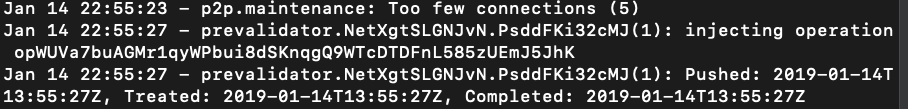 Jan 14 22:55:23 - p2p.maintenance: Too few connections (5)
Jan 14 22:55:27 - prevalidator.NetXgtSLGNJvN.PsddFKi32cMJ(1): injecting operation
 opWUVa7buAGMr1qyWPbui8dSKnqgQ9WTcDTDFnL585zUEmJ5JhK
Jan 14 22:55:27 - prevalidator.NetXgtSLGNJvN.PsddFKi32cMJ(1): Pushed: 2019-01-14T
13:55:27Z, Treated: 2019-01-14T13:55:27Z, Completed: 2019-01-14T13:55:27Z